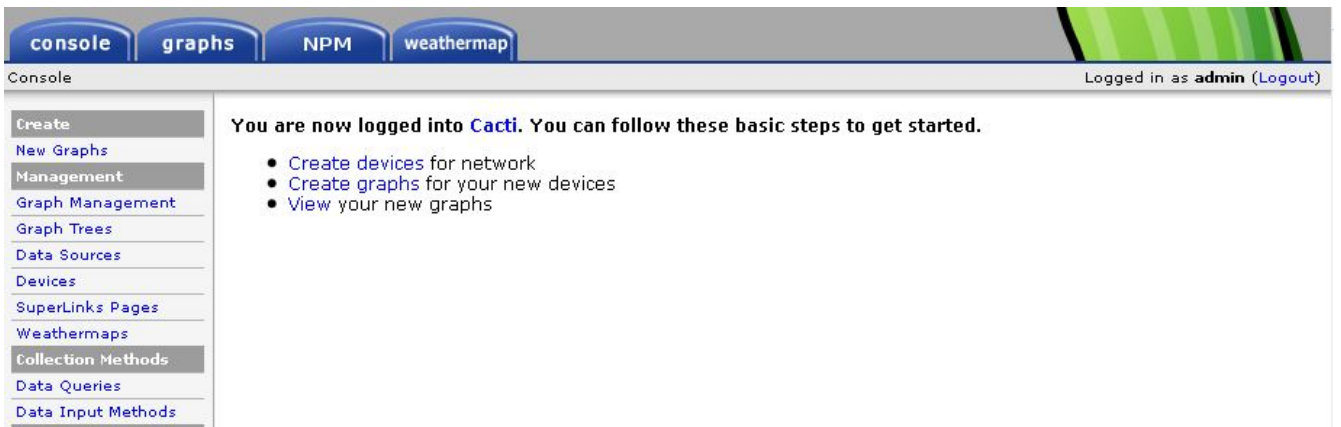 console graphs NPM weathermap
Console
Logged in as admin (Logout)
Create
New Graphs
Management
Graph Management
Graph Trees
Data Sources
Devices
SuperLinks Pages
Weathermaps
Collection Methods
Data Queries
Data Input Methods
You are now logged into Cacti. You can follow these basic steps to get started.
Create devices for network
Create graphs for your new devices
View your new graphs